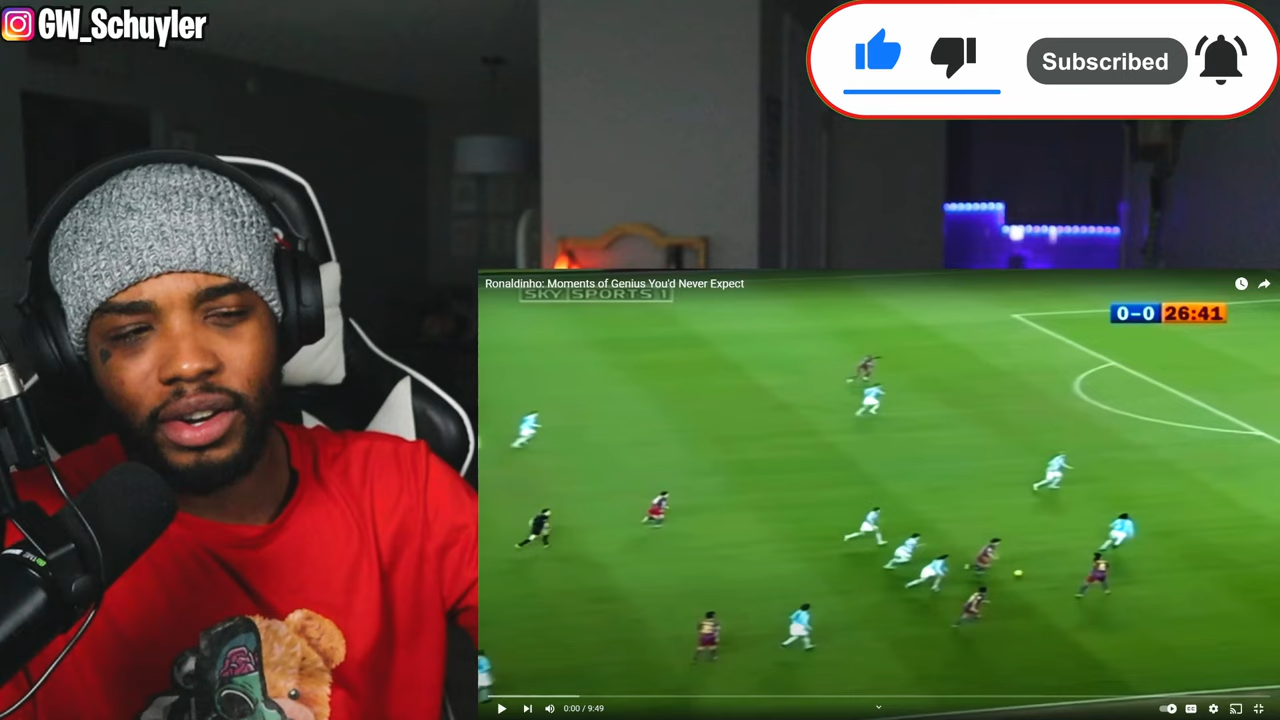 GW_Schuyler
Subscribed
Ronaldinho: Moments of Genius You'd Never Expect
SKY SPORTS 1
0-0 26:41
0:00 / 9:49